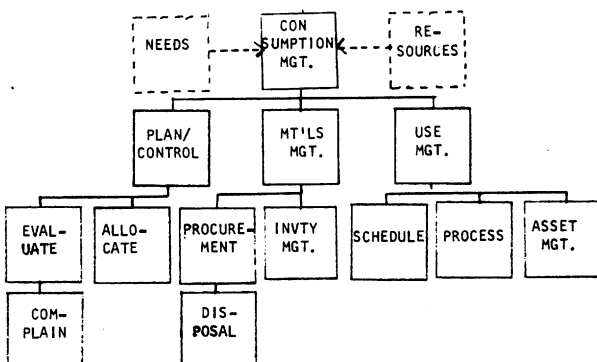 NEEDS
CON
SUMPTION
MGT.
RE-
SOURCES
PLAN/
CONTROL
MT'LS
MGT.
USE
MGT.
EVAL-
UATE
ALLO-
CATE
PROCURE-
MENT
INVTY
MGT.
SCHEDULE
PROCESS
ASSET
MGT.
COM-
PLAIN
DIS-
POSAL